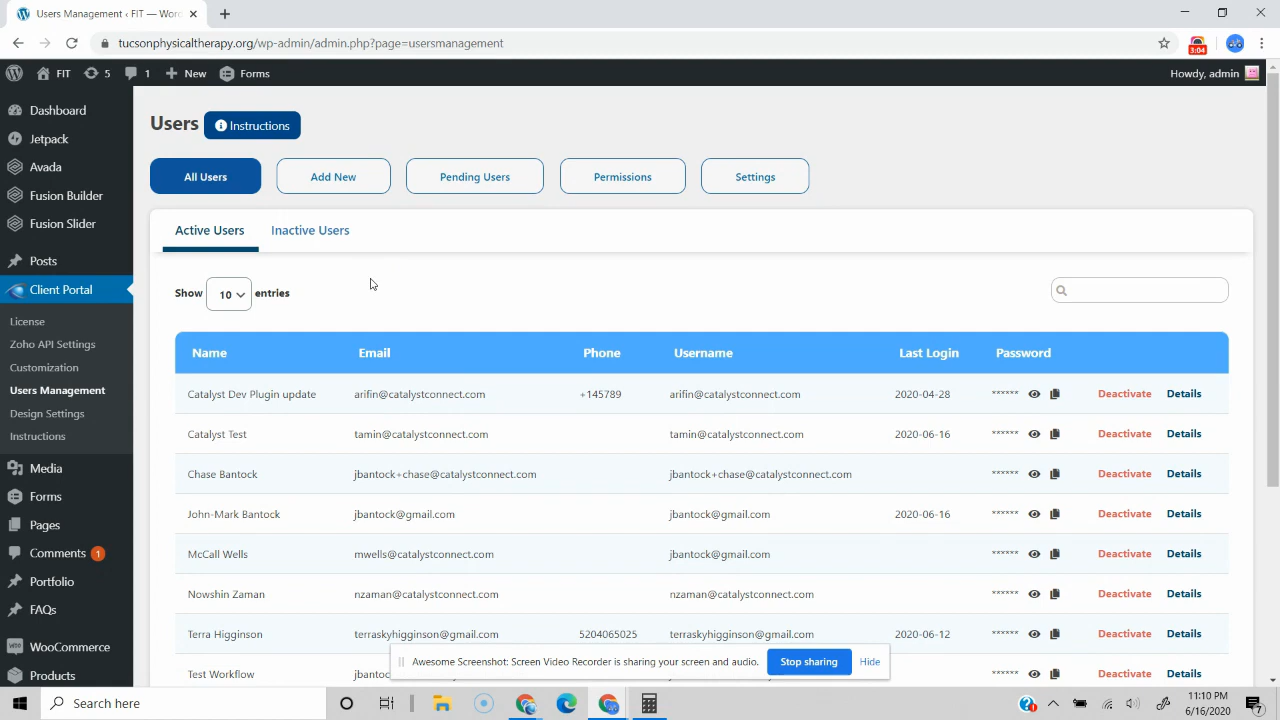 Users Management ‹ FIT — Wor
tucsonphysicaltherapy.org/wp-admin/admin.php?page=usersmanagement
3:04
FIT 5 1 New Forms
Howdy, admin
Dashboard
Jetpack
Avada
Fusion Builder
Fusion Slider
Posts
Client Portal
License
Zoho API Settings
Customization
Users Management
Design Settings
Instructions
Media
Forms
Pages
Comments 1
Portfolio
FAQs
WooCommerce
Products
Users Instructions
All Users Add New Pending Users Permissions Settings
Active Users Inactive Users
Show 10 entries
Name Email Phone Username Last Login Password
Catalyst Dev Plugin update arifin@catalystconnect.com +145789 arifin@catalystconnect.com 2020-04-28 ****** Deactivate Details
Catalyst Test tamin@catalystconnect.com tamin@catalystconnect.com 2020-06-16 ****** Deactivate Details
Chase Bantock jbantock+chase@catalystconnect.com jbantock+chase@catalystconnect.com ****** Deactivate Details
John-Mark Bantock jbantock@gmail.com jbantock@gmail.com 2020-06-16 ****** Deactivate Details
McCall Wells mwells@catalystconnect.com jbantock@gmail.com ****** Deactivate Details
Nowshin Zaman nzaman@catalystconnect.com nzaman@catalystconnect.com ****** Deactivate Details
Terra Higginson terraskyhigginson@gmail.com 5204065025 terraskyhigginson@gmail.com 2020-06-12 ****** Deactivate Details
Test Workflow jbanto ****** Deactivate Details
Awesome Screenshot: Screen Video Recorder is sharing your screen and audio. Stop sharing Hide
Search here
11:10 PM
6/16/2020
7